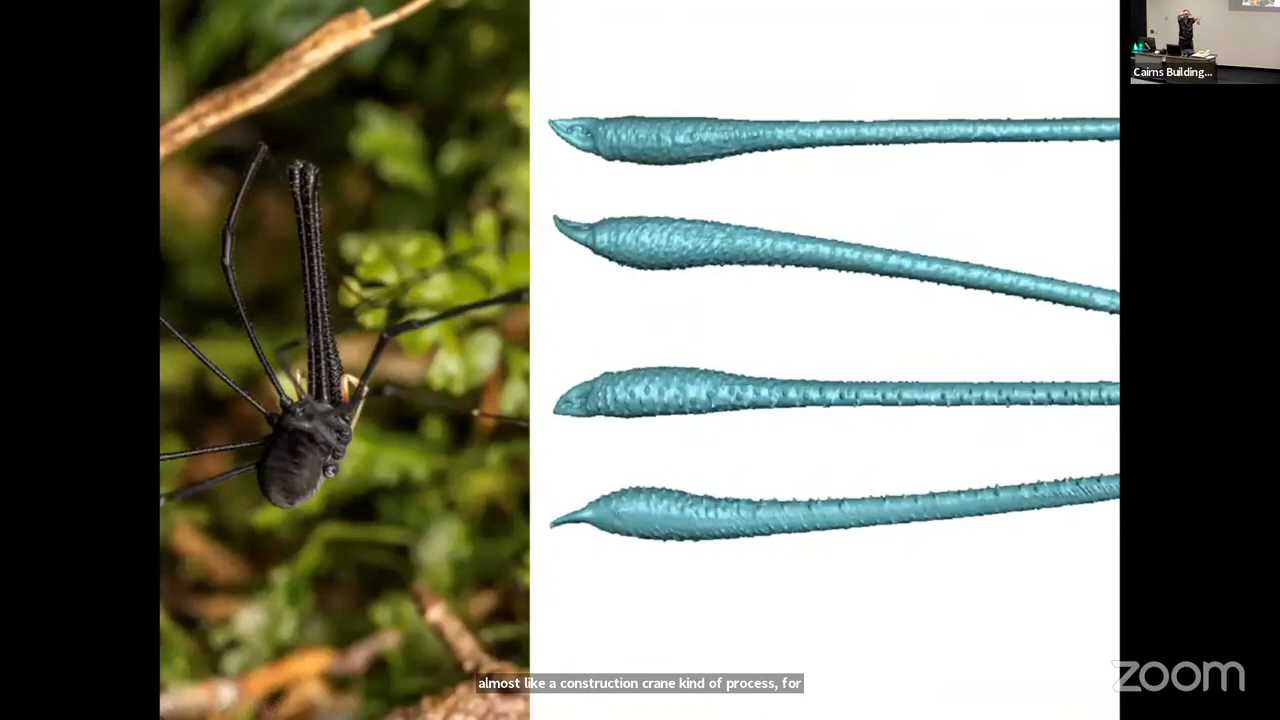 Cairns Building...
almost like a construction crane kind of process, for
zoom